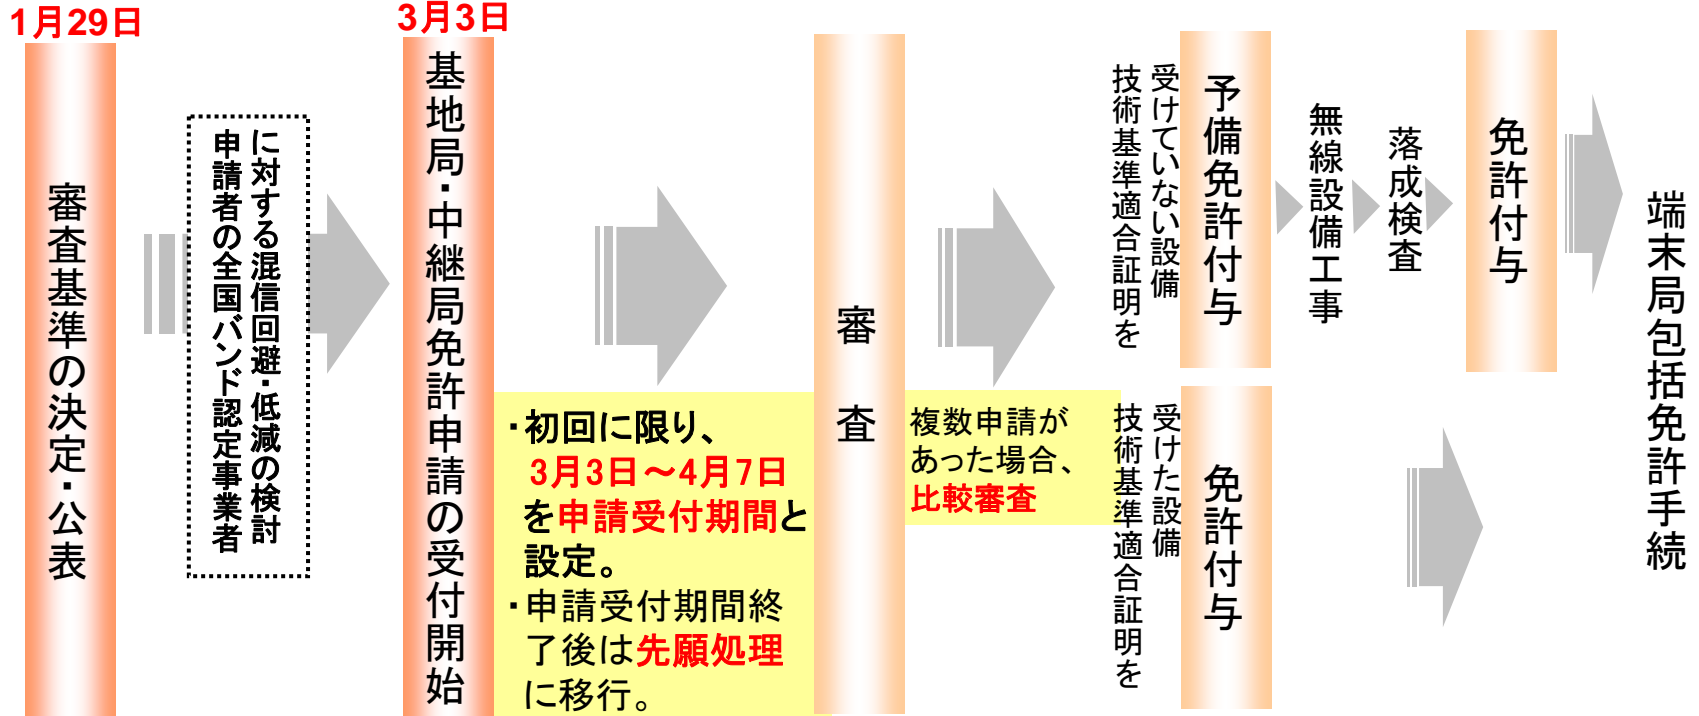 1月29日
審査基準の決定・公表
申請者の全国バンド認定事業者
に対する混信回避・低減の検討
3月3日
基地局・中継局免許申請の受付開始
・初回に限り、
3月3日～4月7日
を申請受付期間と
設定。
・申請受付期間終
了後は先願処理
に移行。
審査
複数申請が
あった場合、
比較審査
技術基準適合証明を
受けていない設備
予備免許付与
無線設備工事
落成検査
免許付与
技術基準適合証明を
受けた設備
免許付与
端末局包括免許手続